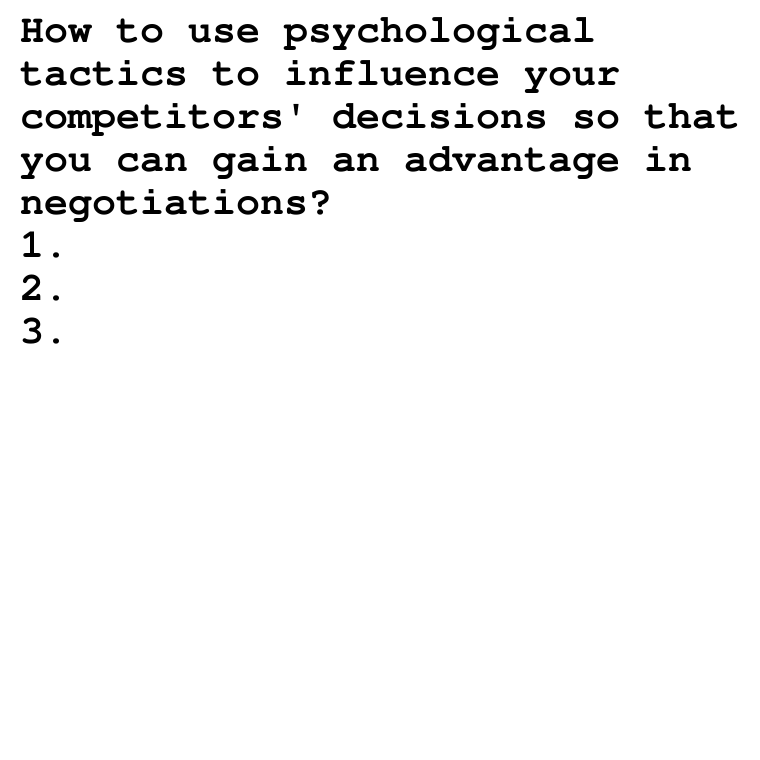 How to use psychological
tactics to influence your
competitors' decisions so that
you can gain an advantage in
negotiations?
1.
2.
3.